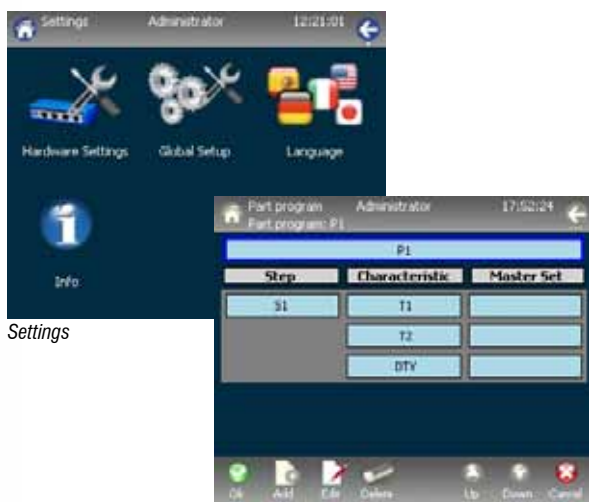 Settings Administrator 12:21:01
Hardware Settings Global Setup Language
Info
Settings
Part program Administrator 17:52:24
Part program: P1
P1
Step Characteristic Master Set
S1 T1
T2
DTY
Ok Add Edit Delete Up Down Cancel